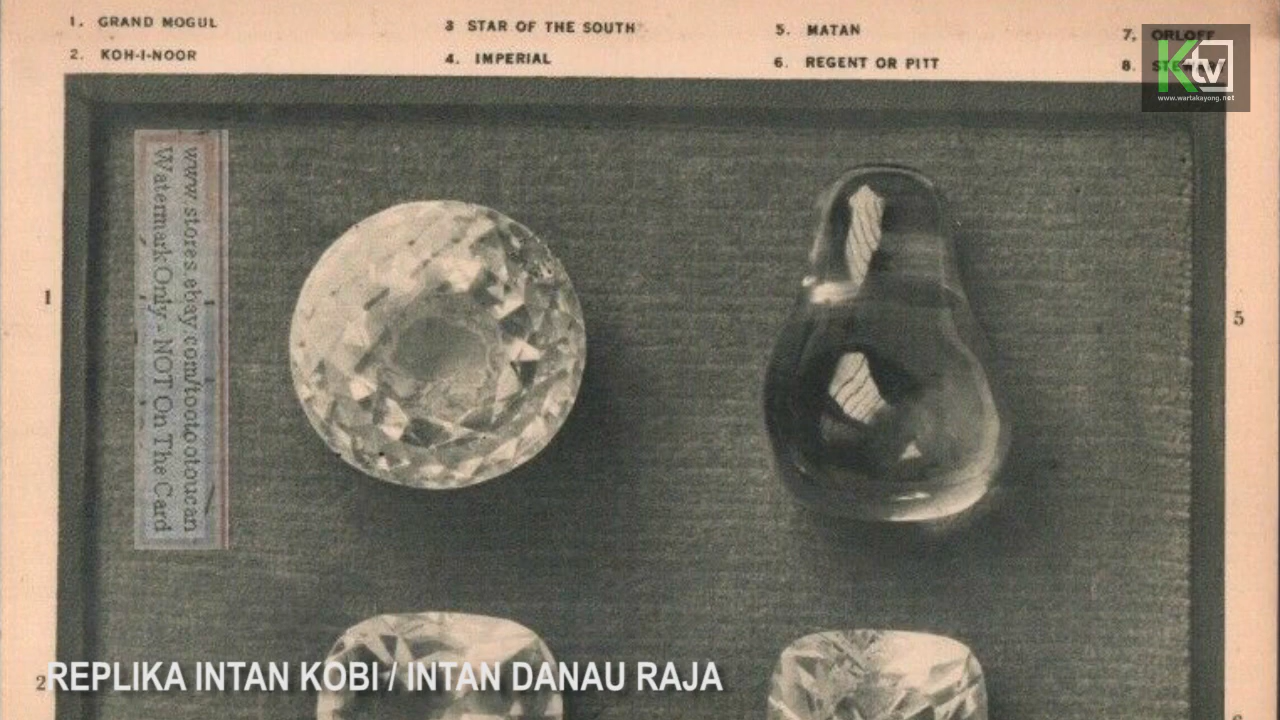 1. GRAND MOGUL
2. KOH-I-NOOR
3 STAR OF THE SOUTH
4. IMPERIAL
5. MATAN
6. REGENT OR PITT
7, ORLOFF
8.
Ktv
www.wartakayong.net
www.stores.ebay.com/tootootoucan
Watermark Only - NOT On The Card
1
5
2
REPLIKA INTAN KOBI / INTAN DANAU RAJA